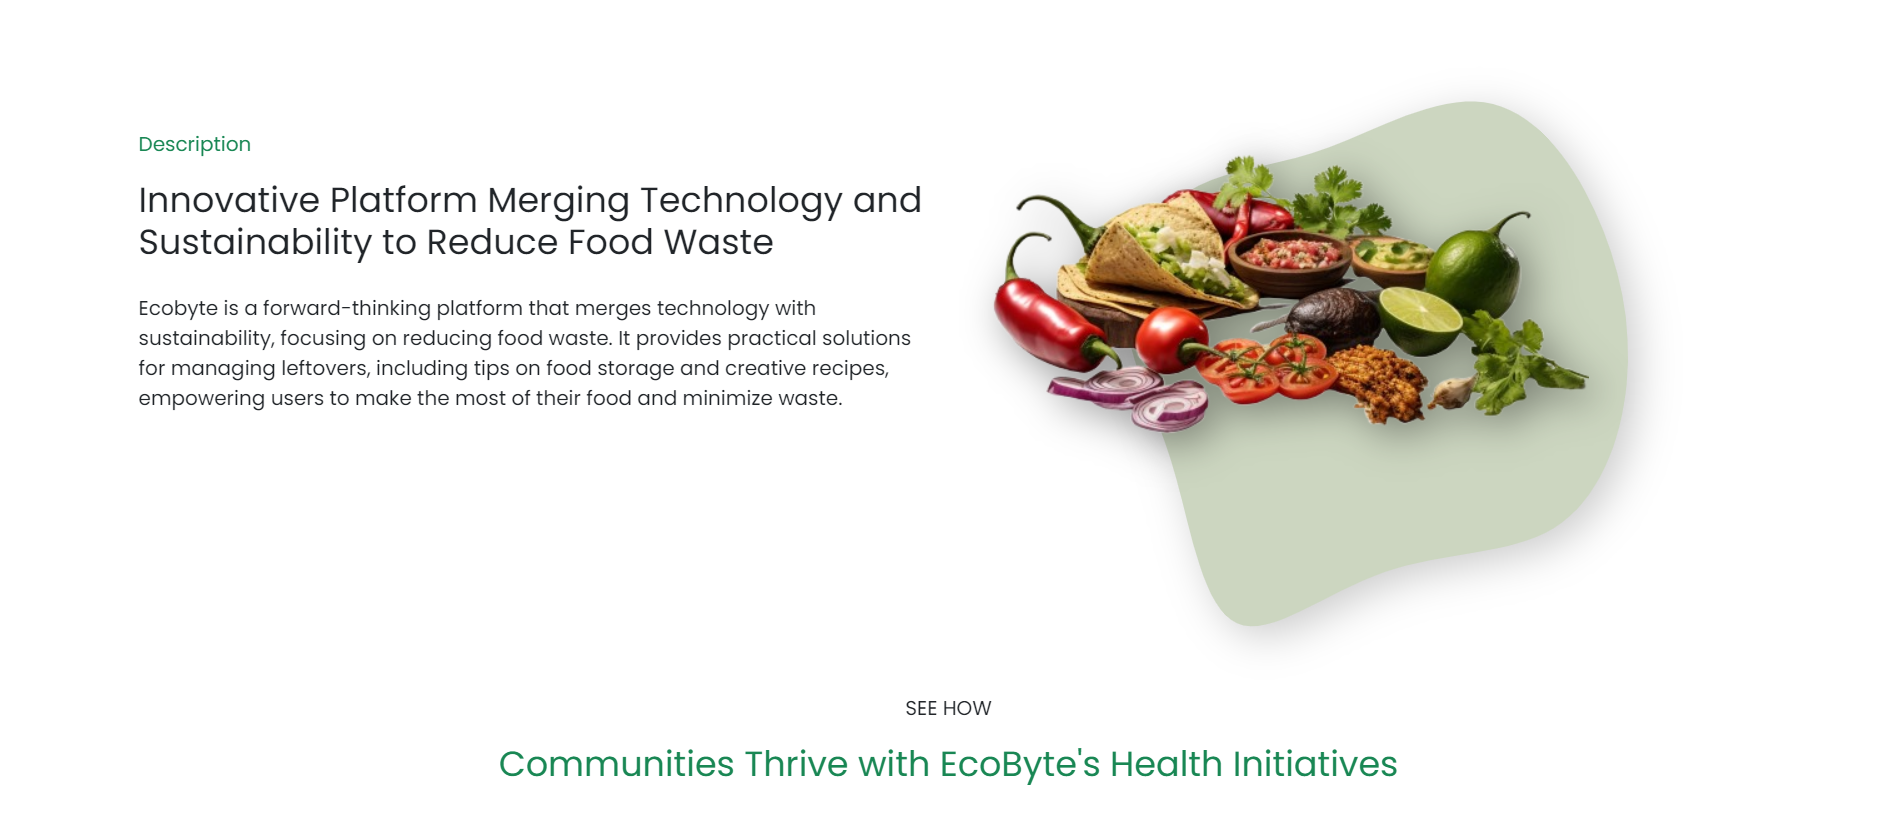 Description
Innovative Platform Merging Technology and
Sustainability to Reduce Food Waste
Ecobyte is a forward-thinking platform that merges technology with
sustainability, focusing on reducing food waste. It provides practical solutions
for managing leftovers, including tips on food storage and creative recipes,
empowering users to make the most of their food and minimize waste.
SEE HOW
Communities Thrive with EcoByte's Health Initiatives